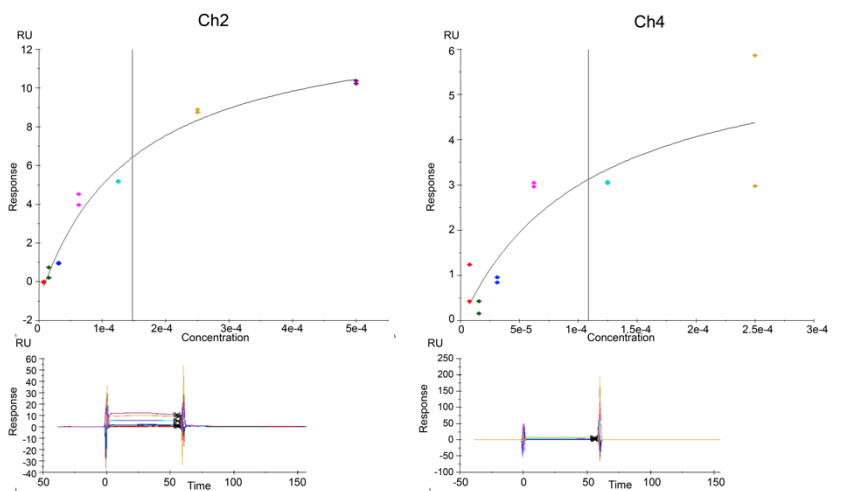 Ch2
Ch4
RU
12
10
8
6
4
2
0
-2
Response
0
1e-4
2e-4
3e-4
4e-4
5e-4
Concentration
RU
6
5
4
3
2
1
0
Response
0
5e-5
1e-4
1.5e-4
2e-4
2.5e-4
3e-4
Concentration
RU
60
50
40
30
20
10
0
-10
-20
-30
-40
Response
-50
0
50
100
150
Time
RU
250
200
150
100
50
0
-50
-100
Response
-50
0
50
100
150
Time